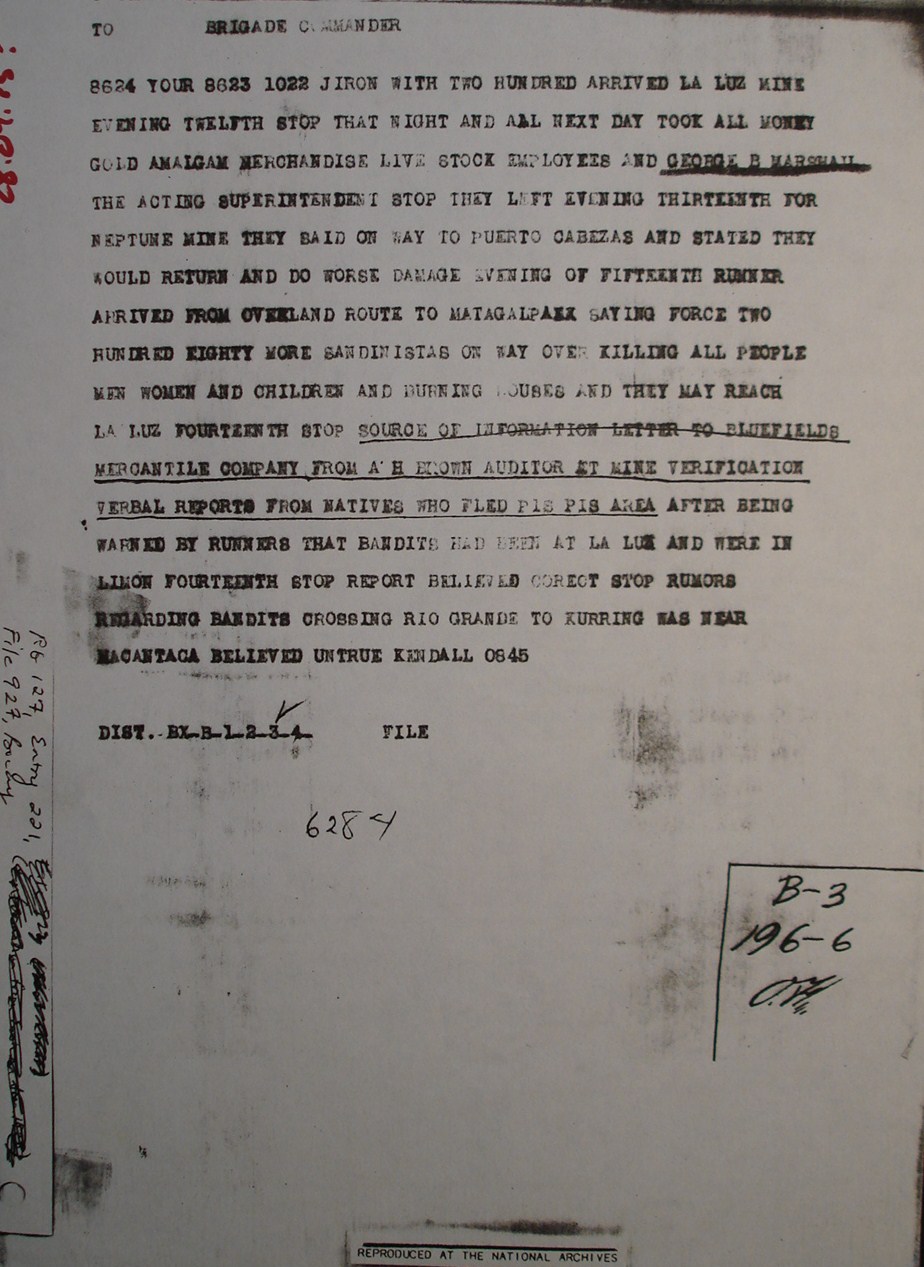 TO BRIGADE COMMANDER
8624 YOUR 8623 1022 JIRON WITH TWO HUNDRED ARRIVED LA LUZ MINE
EVENING TWELFTH STOP THAT NIGHT AND ALL NEXT DAY TOOK ALL MONEY
GOLD AMALGAM MERCHANDISE LIVE STOCK EMPLOYEES AND GEORGE B MARSHALL
THE ACTING SUPERINTENDENT STOP THEY LEFT EVENING THIRTEENTH FOR
NEPTUNE MINE THEY SAID ON WAY TO PUERTO CABEZAS AND STATED THEY
WOULD RETURN AND DO WORSE DAMAGE EVENING OF FIFTEENTH RUNNER
ARRIVED FROM OVERLAND ROUTE TO MATAGALPAXX SAYING FORCE TWO
HUNDRED EIGHTY MORE SANDINISTAS ON WAY OVER KILLING ALL PEOPLE
MEN WOMEN AND CHILDREN AND BURNING HOUSES AND THEY MAY REACH
LA LUZ FOURTEENTH STOP SOURCE OF INFORMATION LETTER TO BLUEFIELDS
MERCANTILE COMPANY FROM A H BROWN AUDITOR AT MINE VERIFICATION
VERBAL REPORTS FROM NATIVES WHO FLED PIS PIS AREA AFTER BEING
WARNED BY RUNNERS THAT BANDITS HAD BEEN AT LA LUZ AND WERE IN
LIMON FOURTEENTH STOP REPORT BELIEVED CORECT STOP RUMORS
REGARDING BANDITS CROSSING RIO GRANDE TO KURRING WAS NEAR
MACANTACA BELIEVED UNTRUE KENDALL 0845
DIST.-BX-B-1-2-3-4- FILE
6284
B-3
196-6
RG 127, Entry 221,
File 927,
REPRODUCED AT THE NATIONAL ARCHIVES